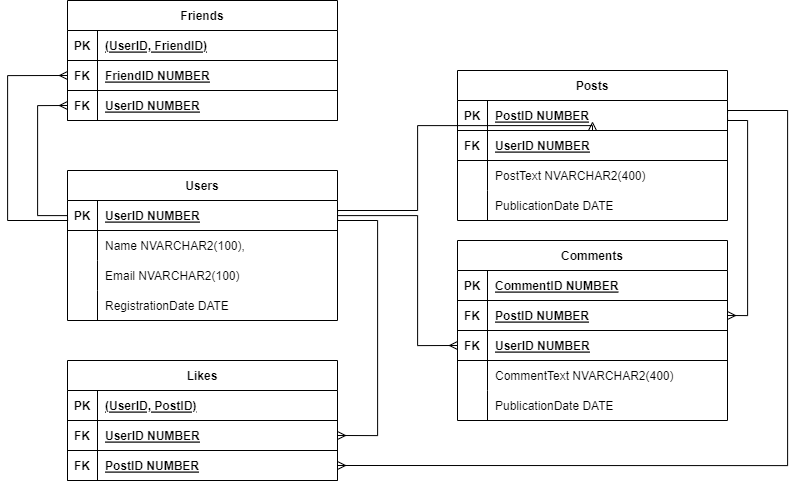 Friends
PK (UserID, FriendID)
FK FriendID NUMBER
FK UserID NUMBER
Users
PK UserID NUMBER
Name NVARCHAR2(100),
Email NVARCHAR2(100)
RegistrationDate DATE
Likes
PK (UserID, PostID)
FK UserID NUMBER
FK PostID NUMBER
Posts
PK PostID NUMBER
FK UserID NUMBER
PostText NVARCHAR2(400)
PublicationDate DATE
Comments
PK CommentID NUMBER
FK PostID NUMBER
FK UserID NUMBER
CommentText NVARCHAR2(400)
PublicationDate DATE